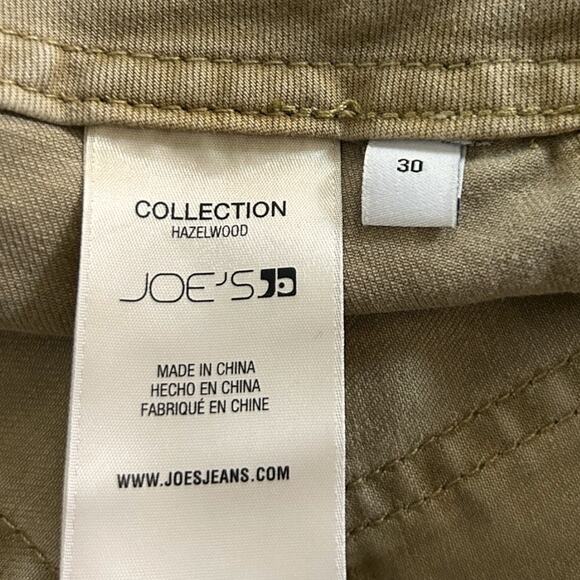 COLLECTION
HAZELWOOD
JOE'S
MADE IN CHINA
HECHO EN CHINA
FABRIQUÉ EN CHINE
WWW.JOESJEANS.COM
30